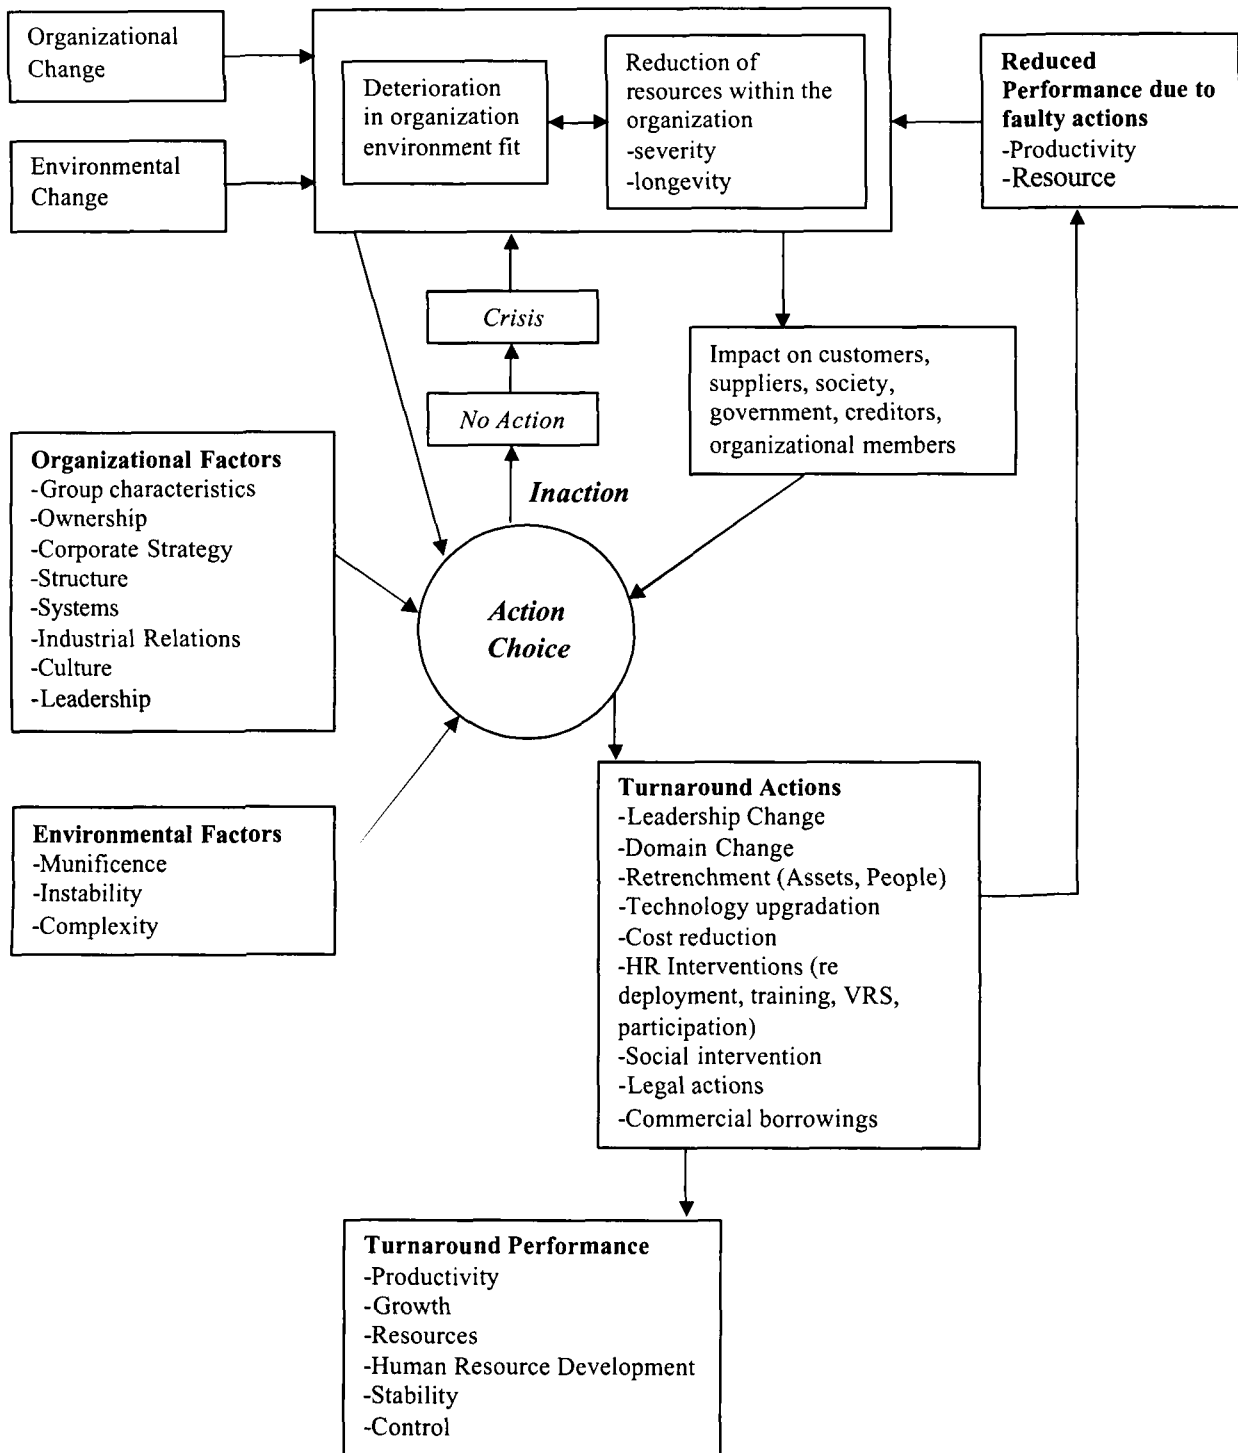 Organizational
Change
Environmental
Change
Deterioration
in organization
environment fit
Reduction of
resources within the
organization
-severity
-longevity
Reduced
Performance due to
faulty actions
-Productivity
-Resource
Crisis
No Action
Inaction
Impact on customers,
suppliers, society,
government, creditors,
organizational members
Organizational Factors
-Group characteristics
-Ownership
-Corporate Strategy
-Structure
-Systems
-Industrial Relations
-Culture
-Leadership
Action
Choice
Environmental Factors
-Munificence
-Instability
-Complexity
Turnaround Actions
-Leadership Change
-Domain Change
-Retrenchment (Assets, People)
-Technology upgradation
-Cost reduction
-HR Interventions (re
deployment, training, VRS,
participation)
-Social intervention
-Legal actions
-Commercial borrowings
Turnaround Performance
-Productivity
-Growth
-Resources
-Human Resource Development
-Stability
-Control